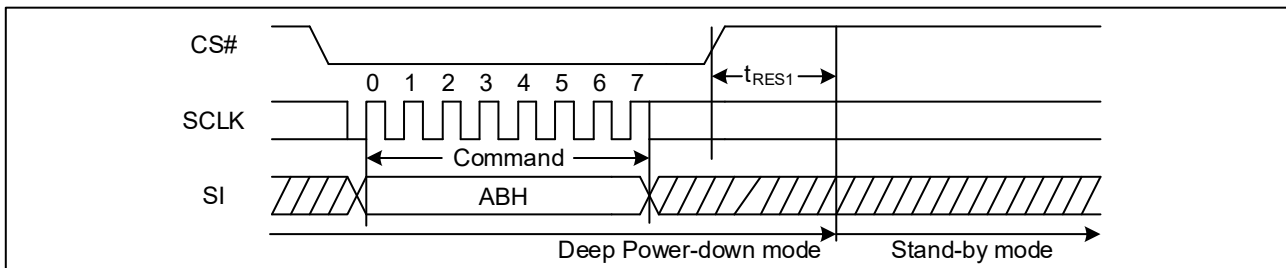 CS#
tRES1
0 1 2 3 4 5 6 7
SCLK
Command
SI
ABH
Deep Power-down mode Stand-by mode